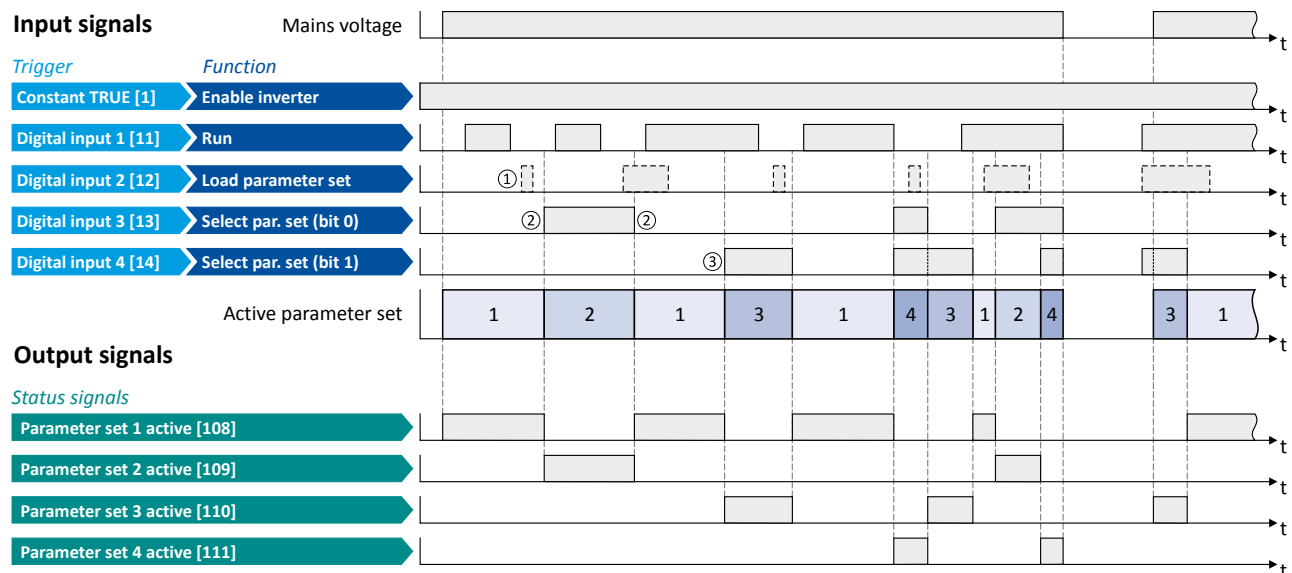 Input signals
Mains voltage
t
Trigger Function
Constant TRUE [1] Enable inverter
t
Digital input 1 [11] Run
t
Digital input 2 [12] Load parameter set ①
t
Digital input 3 [13] Select par. set (bit 0) ② ②
t
Digital input 4 [14] Select par. set (bit 1) ③
t
Active parameter set 1 2 1 3 1 4 3 1 2 4 3 1
t
Output signals
Status signals
Parameter set 1 active [108]
t
Parameter set 2 active [109]
t
Parameter set 3 active [110]
t
Parameter set 4 active [111]
t